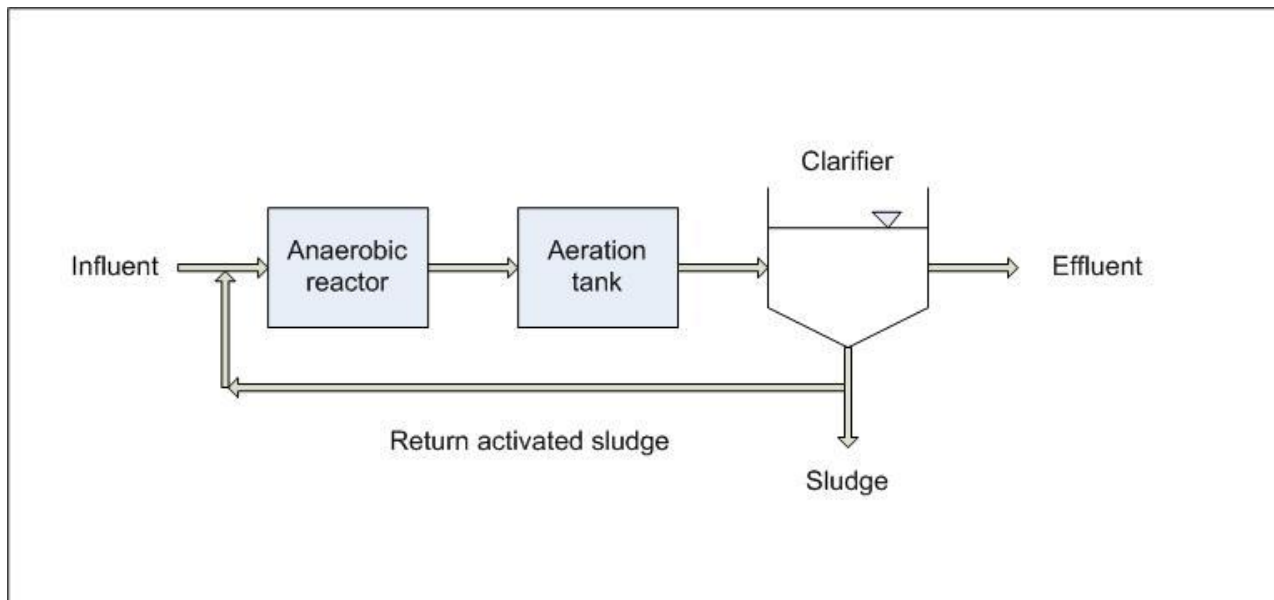 Clarifier
Influent
Anaerobic
reactor
Aeration
tank
Effluent
Return activated sludge
Sludge